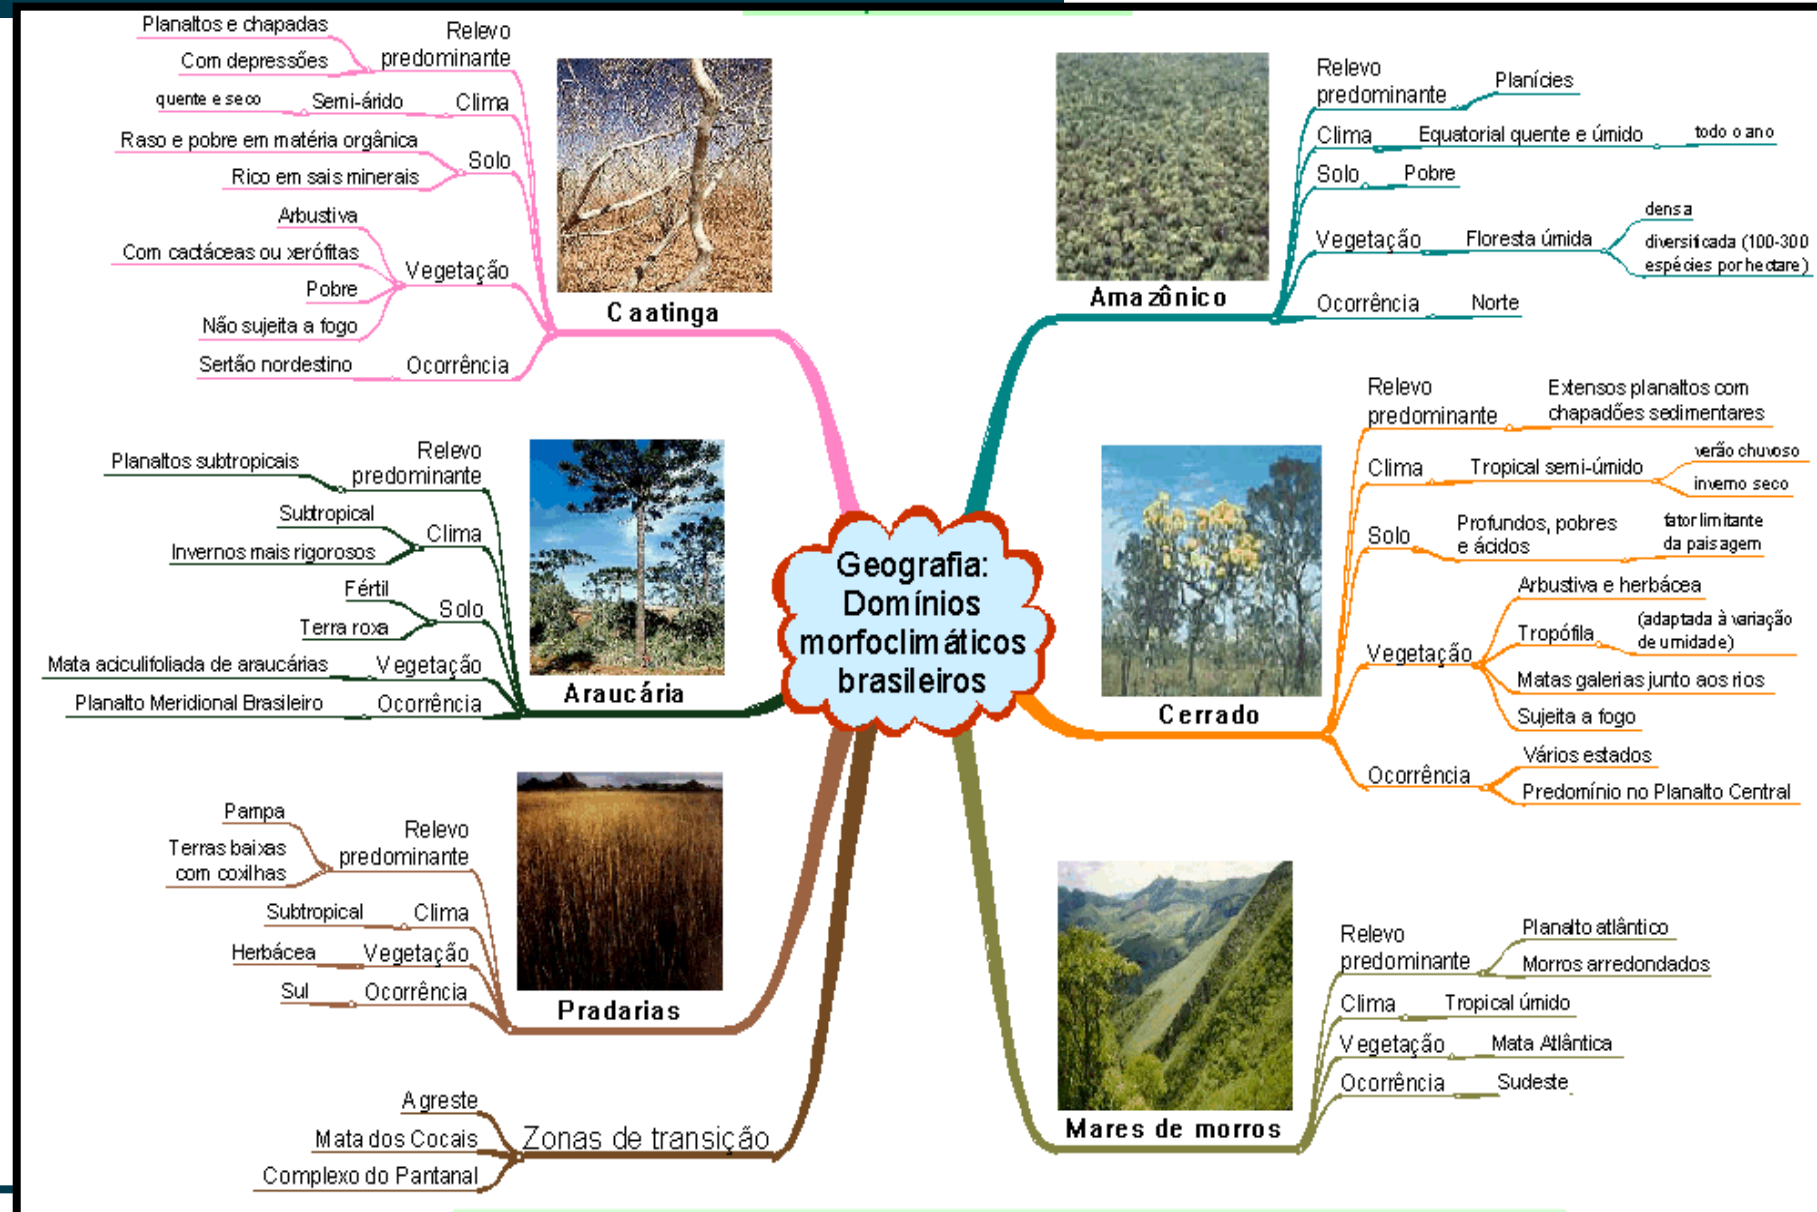 Geografia:
Domínios
morfoclimáticos
brasileiros
Caatinga
Relevo
predominante
Planaltos e chapadas
Com depressões
Clima
Semi-árido
quente e seco
Solo
Raso e pobre em matéria orgânica
Rico em sais minerais
Vegetação
Arbustiva
Com cactáceas ou xerófitas
Pobre
Não sujeita a fogo
Ocorrência
Sertão nordestino
Araucária
Relevo
predominante
Planaltos subtropicais
Clima
Subtropical
Invernos mais rigorosos
Solo
Fértil
Terra roxa
Vegetação
Mata aciculifoliada de araucárias
Ocorrência
Planalto Meridional Brasileiro
Pradarias
Relevo
predominante
Pampa
Terras baixas
com coxilhas
Clima
Subtropical
Vegetação
Herbácea
Ocorrência
Sul
Zonas de transição
Agreste
Mata dos Cocais
Complexo do Pantanal
Amazônico
Relevo
predominante
Planícies
Clima
Equatorial quente e úmido
todo o ano
Solo
Pobre
Vegetação
Floresta úmida
densa
diversificada (100-300
espécies por hectare)
Ocorrência
Norte
Cerrado
Relevo
predominante
Extensos planaltos com
chapadões sedimentares
Clima
Tropical semi-úmido
verão chuvoso
inverno seco
Solo
Profundos, pobres
e ácidos
fator limitante
da paisagem
Vegetação
Arbustiva e herbácea
Tropófila
(adaptada à variação
de umidade)
Matas galerias junto aos rios
Sujeita a fogo
Ocorrência
Vários estados
Predomínio no Planalto Central
Mares de morros
Relevo
predominante
Planalto atlântico
Morros arredondados
Clima
Tropical úmido
Vegetação
Mata Atlântica
Ocorrência
Sudeste